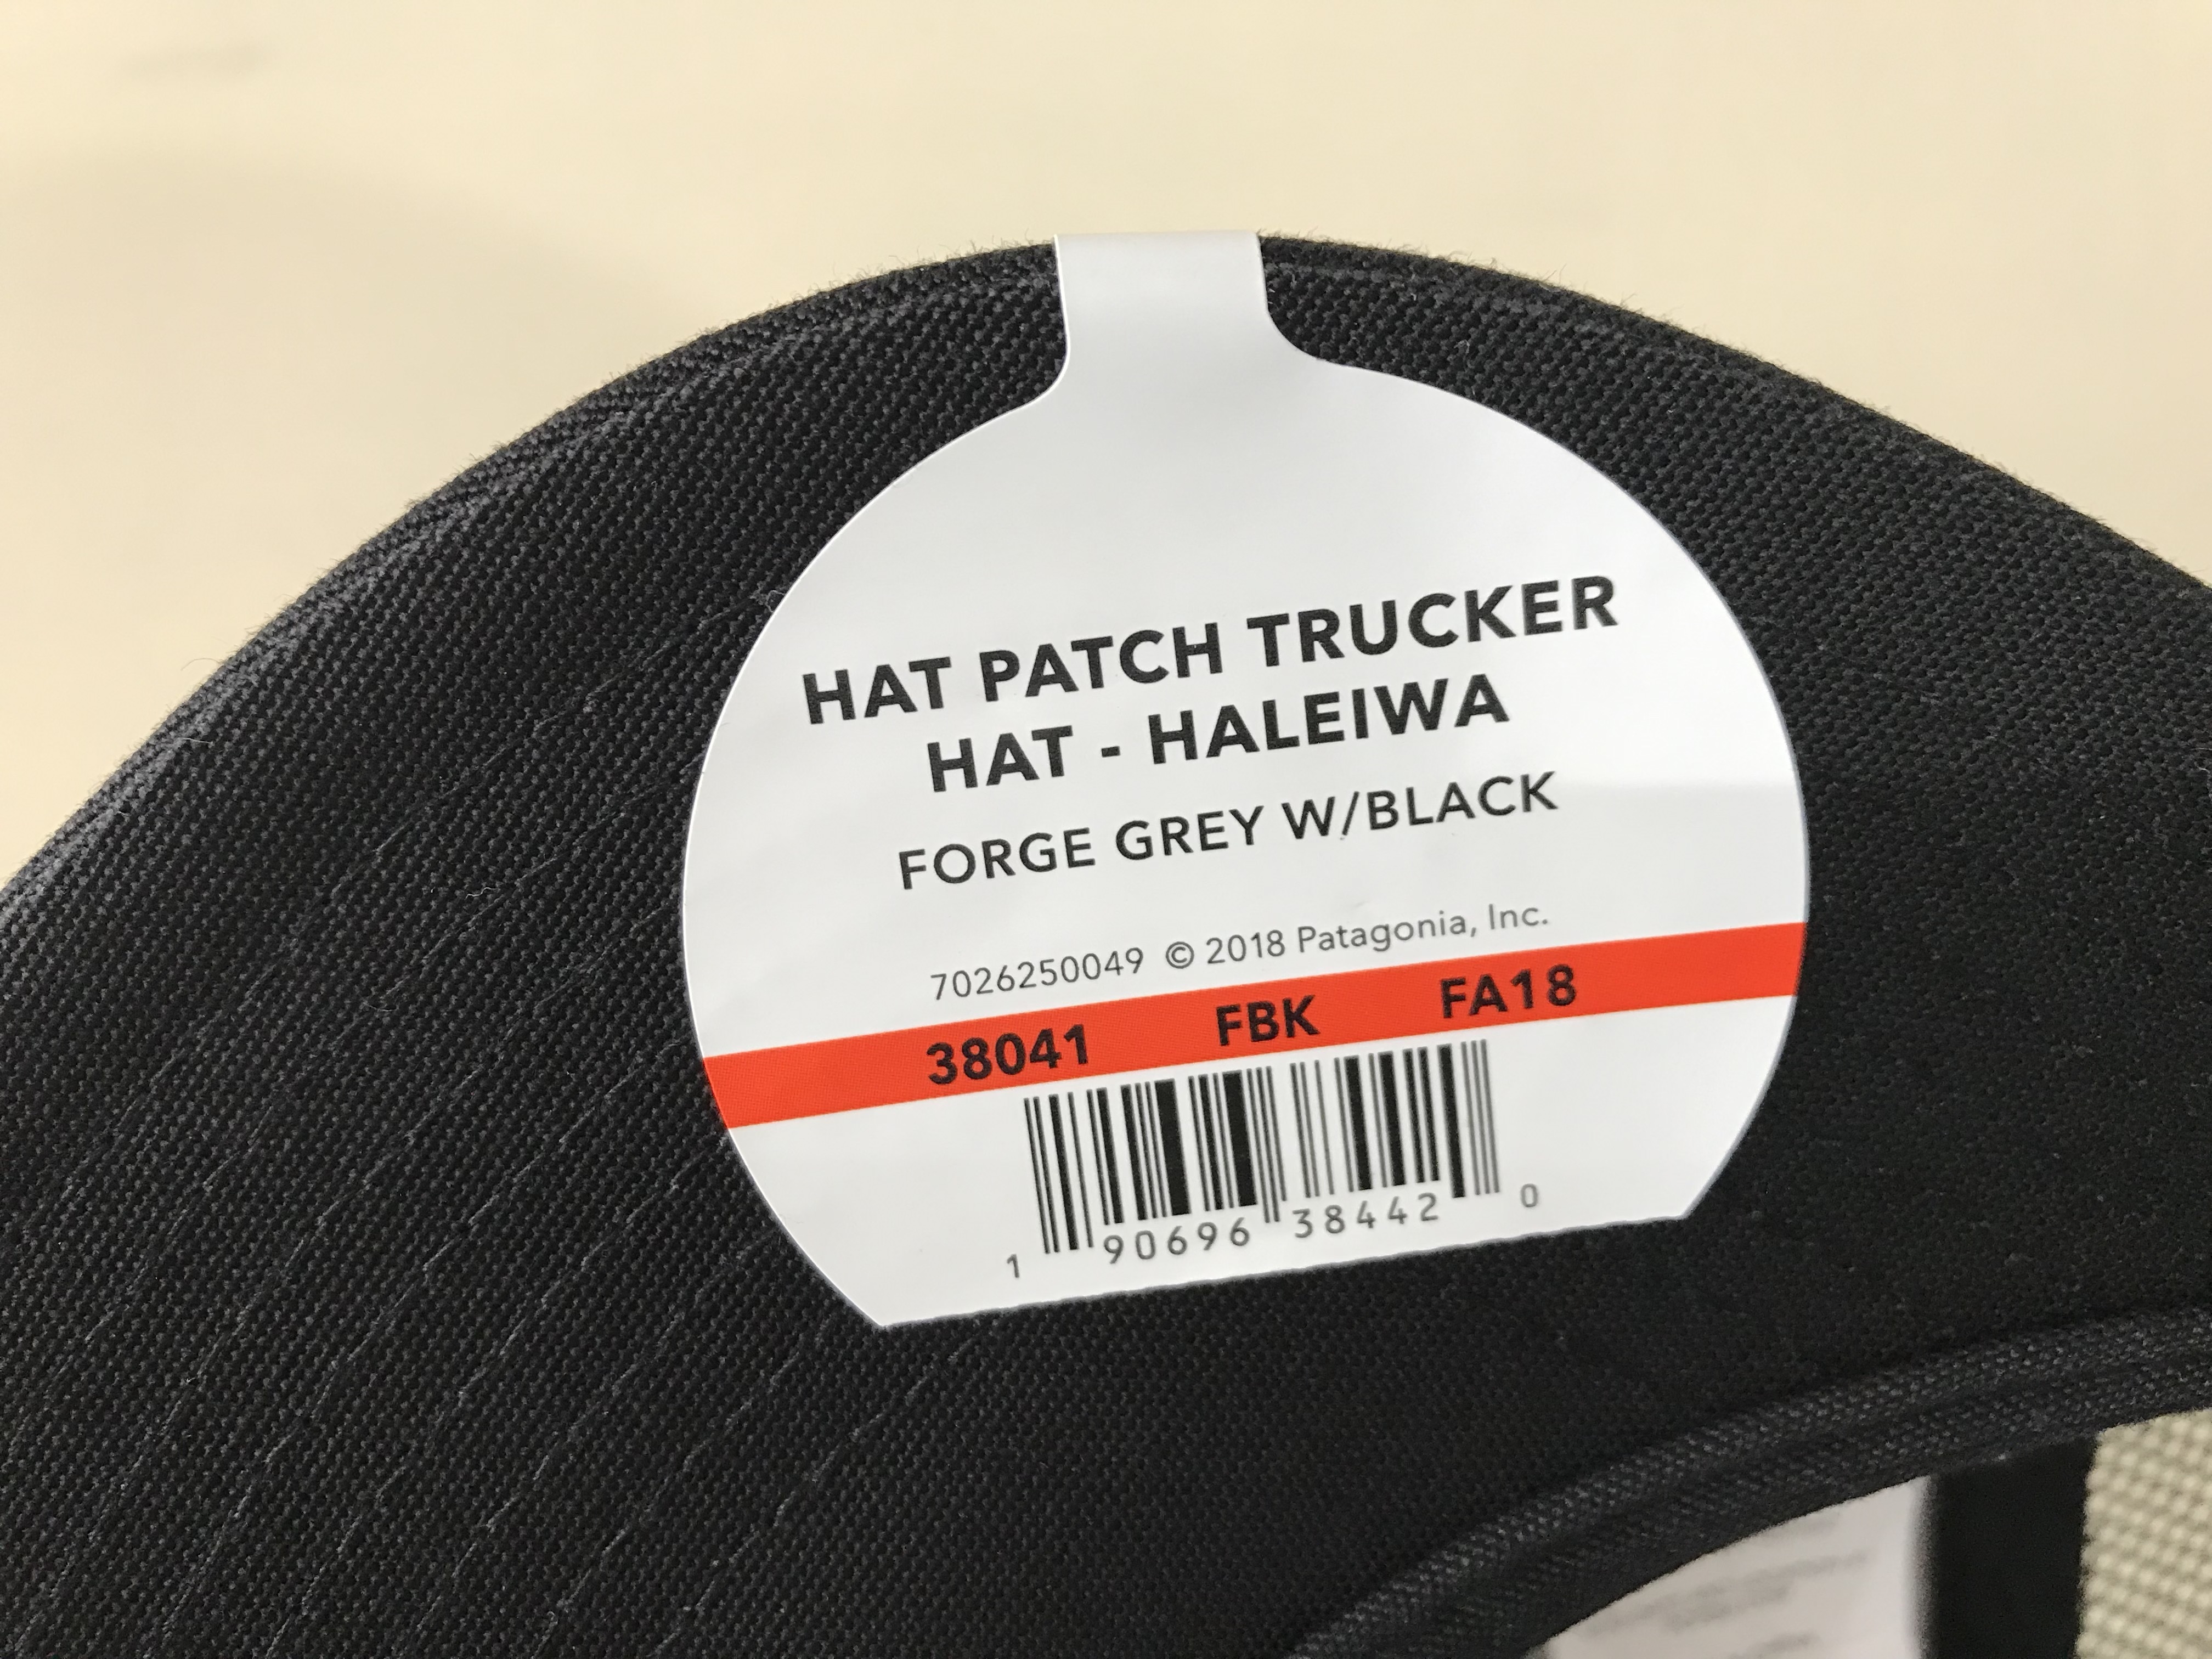 HAT PATCH TRUCKER
HAT - HALEIWA
FORGE GREY W/BLACK
7026250049 © 2018 Patagonia, Inc.
38041 FBK FA18
1 90696 38442 0